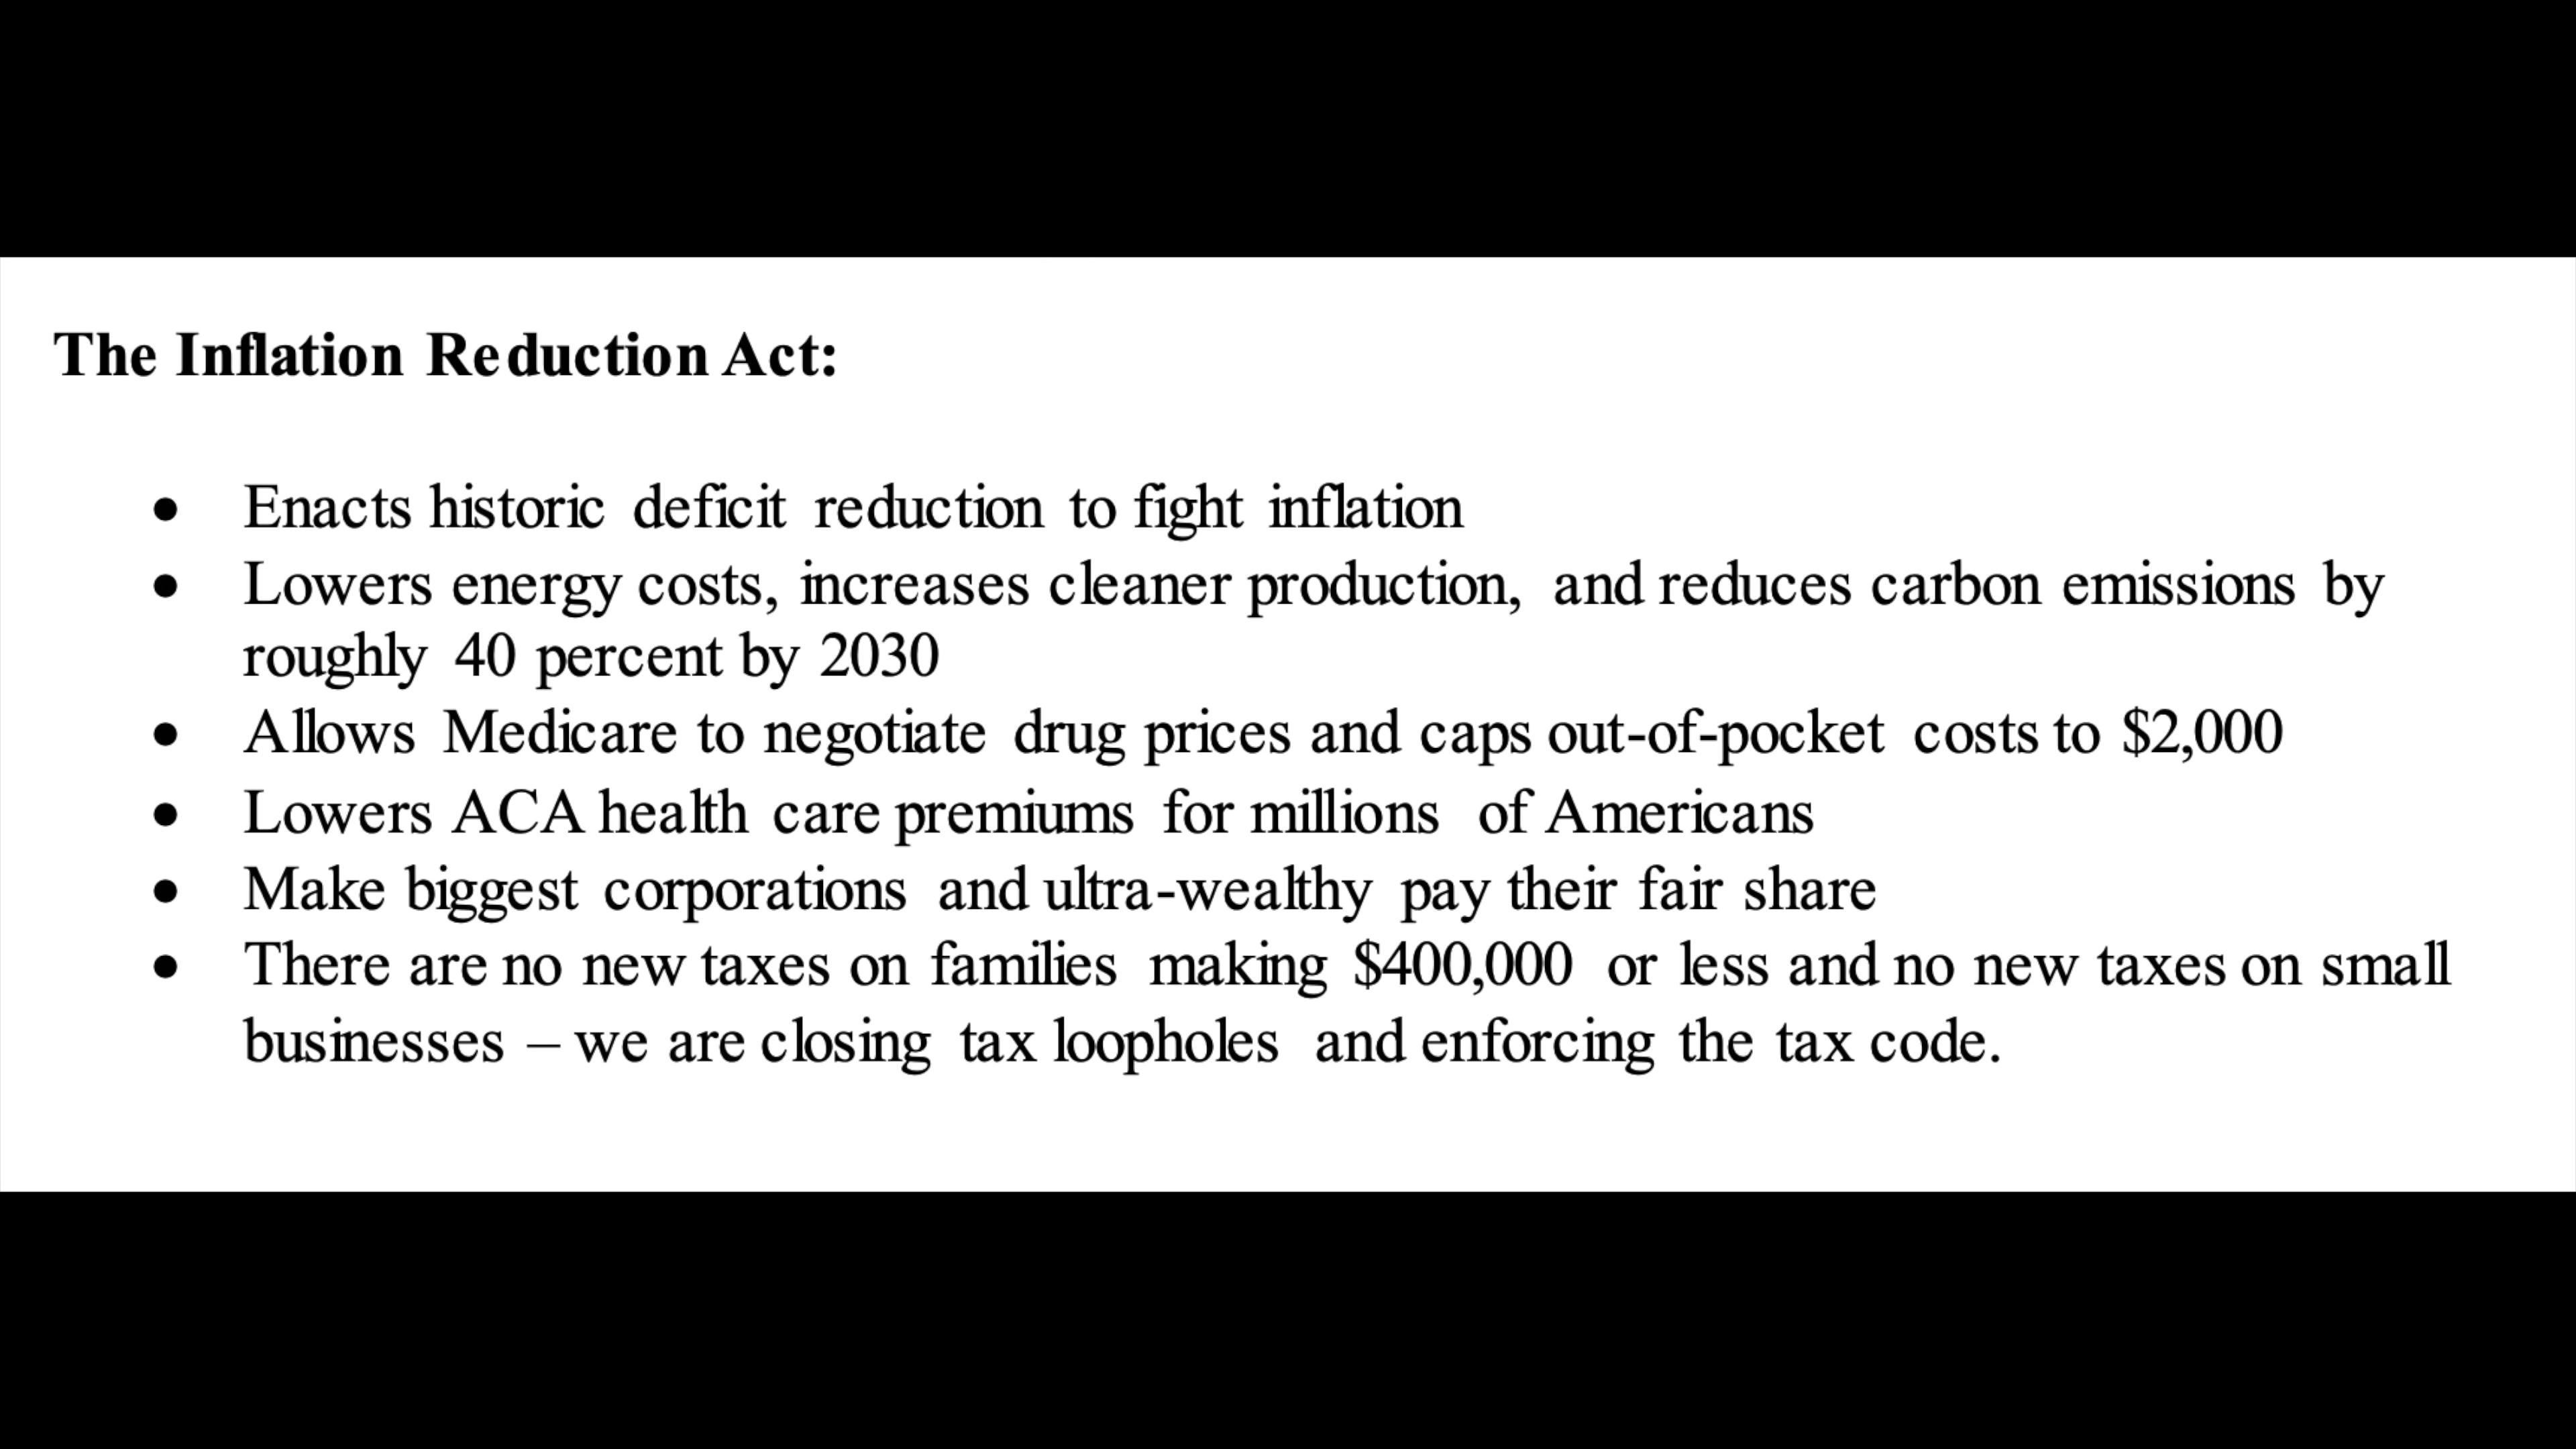 The Inflation Reduction Act:
• Enacts historic deficit reduction to fight inflation
• Lowers energy costs, increases cleaner production, and reduces carbon emissions by
roughly 40 percent by 2030
• Allows Medicare to negotiate drug prices and caps out-of-pocket costs to $2,000
• Lowers ACA health care premiums for millions of Americans
• Make biggest corporations and ultra-wealthy pay their fair share
• There are no new taxes on families making $400,000 or less and no new taxes on small
businesses – we are closing tax loopholes and enforcing the tax code.